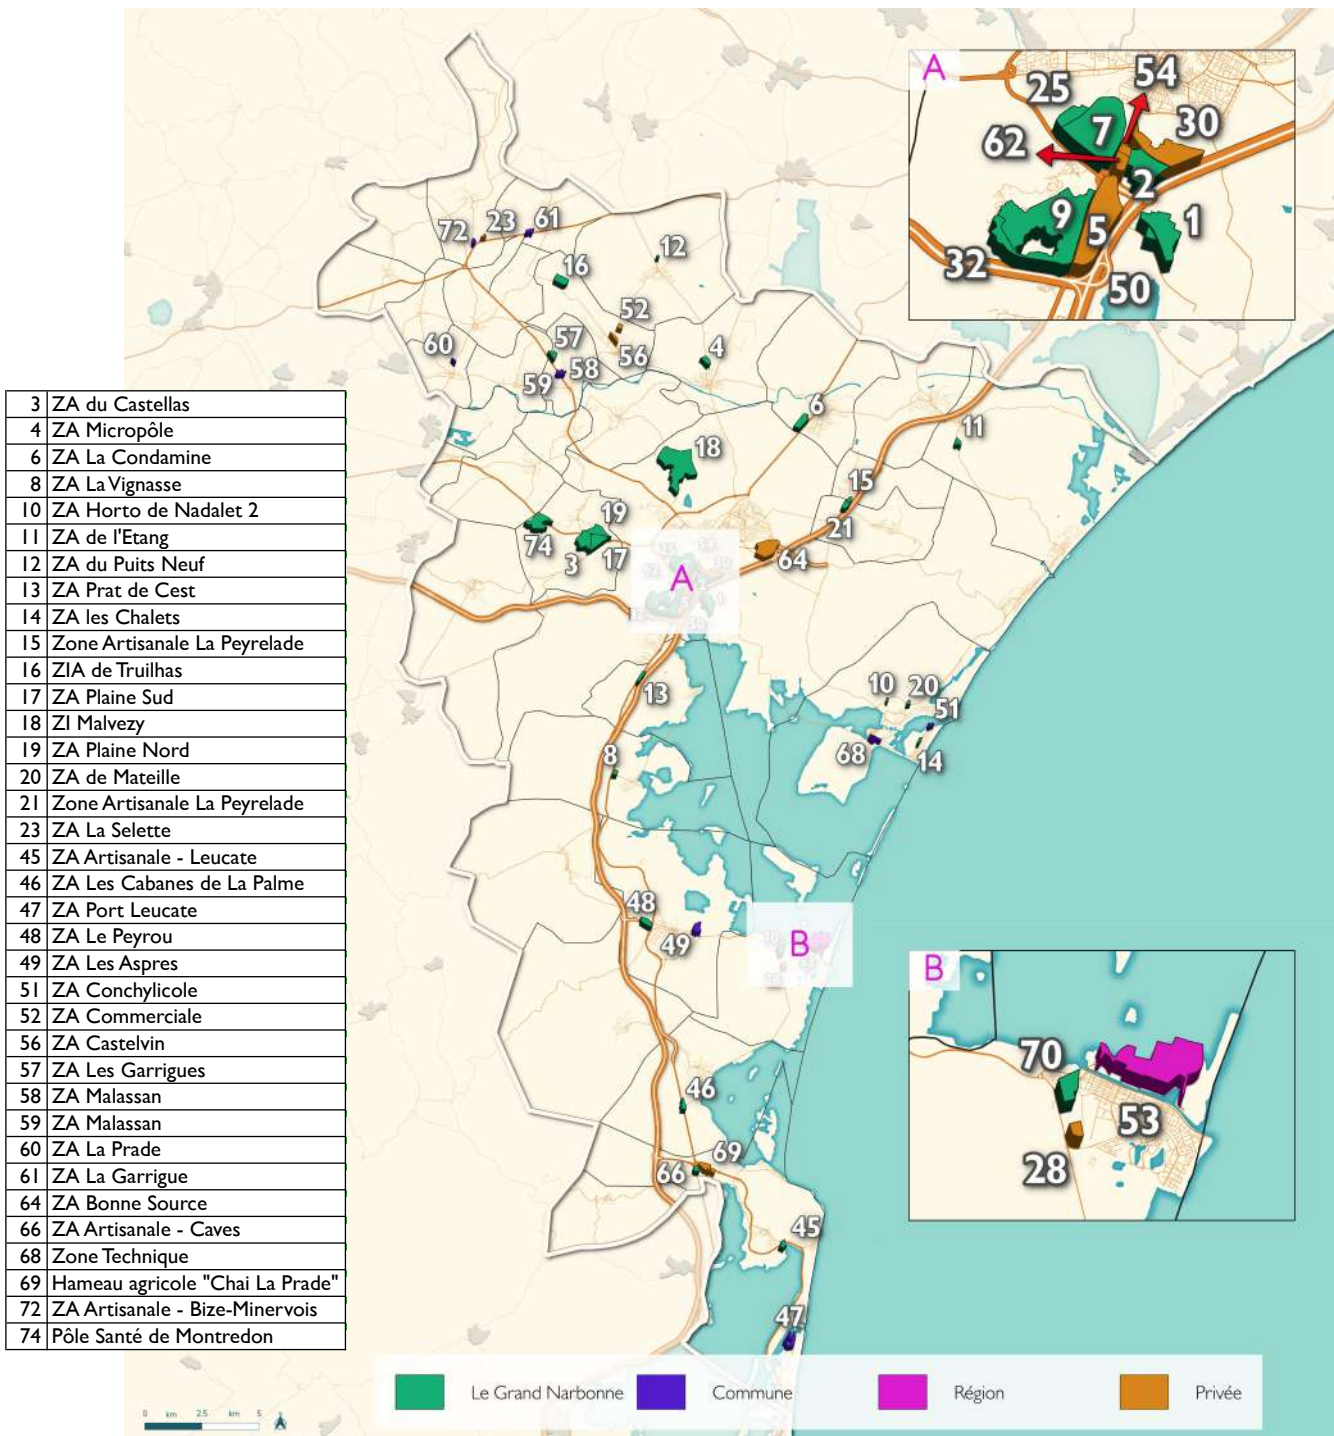 3 ZA du Castellas
4 ZA Micropôle
6 ZA La Condamine
8 ZA La Vignasse
10 ZA Horto de Nadalet 2
11 ZA de l'Etang
12 ZA du Puits Neuf
13 ZA Prat de Cest
14 ZA les Chalets
15 Zone Artisanale La Peyrelade
16 ZIA de Truilhas
17 ZA Plaine Sud
18 ZI Malvezy
19 ZA Plaine Nord
20 ZA de Mateille
21 Zone Artisanale La Peyrelade
23 ZA La Selette
45 ZA Artisanale - Leucate
46 ZA Les Cabanes de La Palme
47 ZA Port Leucate
48 ZA Le Peyrou
49 ZA Les Aspres
51 ZA Conchylicole
52 ZA Commerciale
56 ZA Castelvin
57 ZA Les Garrigues
58 ZA Malassan
59 ZA Malassan
60 ZA La Prade
61 ZA La Garrigue
64 ZA Bonne Source
66 ZA Artisanale - Caves
68 Zone Technique
69 Hameau agricole "Chai La Prade"
72 ZA Artisanale - Bize-Minervois
74 Pôle Santé de Montredon
72
23
61
12
16
52
56
57
4
60
59
58
6
11
18
15
21
19
74
3
17
64
A
13
10
20
51
68
14
8
48
49
B
46
69
66
45
47
A
54
25
7
30
62
2
9
5
1
32
50
B
70
53
28
Le Grand Narbonne
Commune
Région
Privée
0 km 2.5 km 5